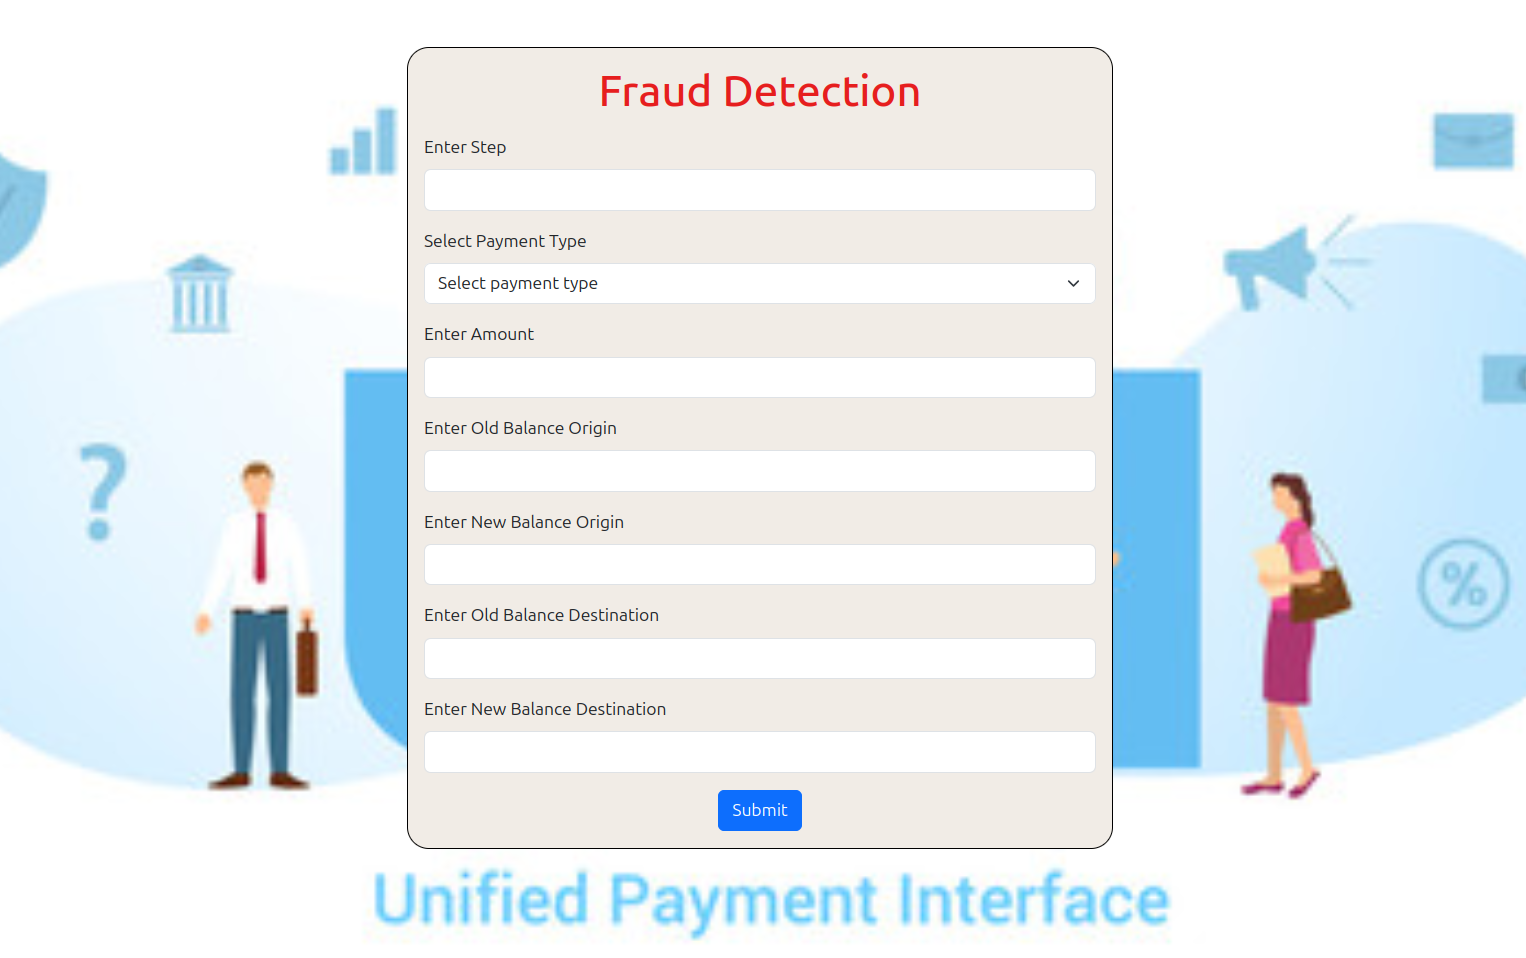 Fraud Detection
Enter Step
Select Payment Type
Select payment type
Enter Amount
Enter Old Balance Origin
Enter New Balance Origin
Enter Old Balance Destination
Enter New Balance Destination
Submit
?
%
Unified Payment Interface